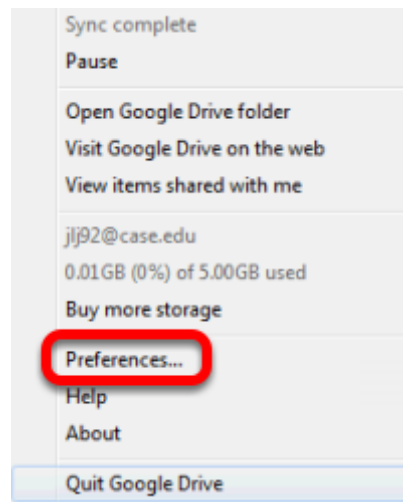 Sync complete
Pause
Open Google Drive folder
Visit Google Drive on the web
View items shared with me
jlj92@case.edu
0.01GB (0%) of 5.00GB used
Buy more storage
Preferences...
Help
About
Quit Google Drive